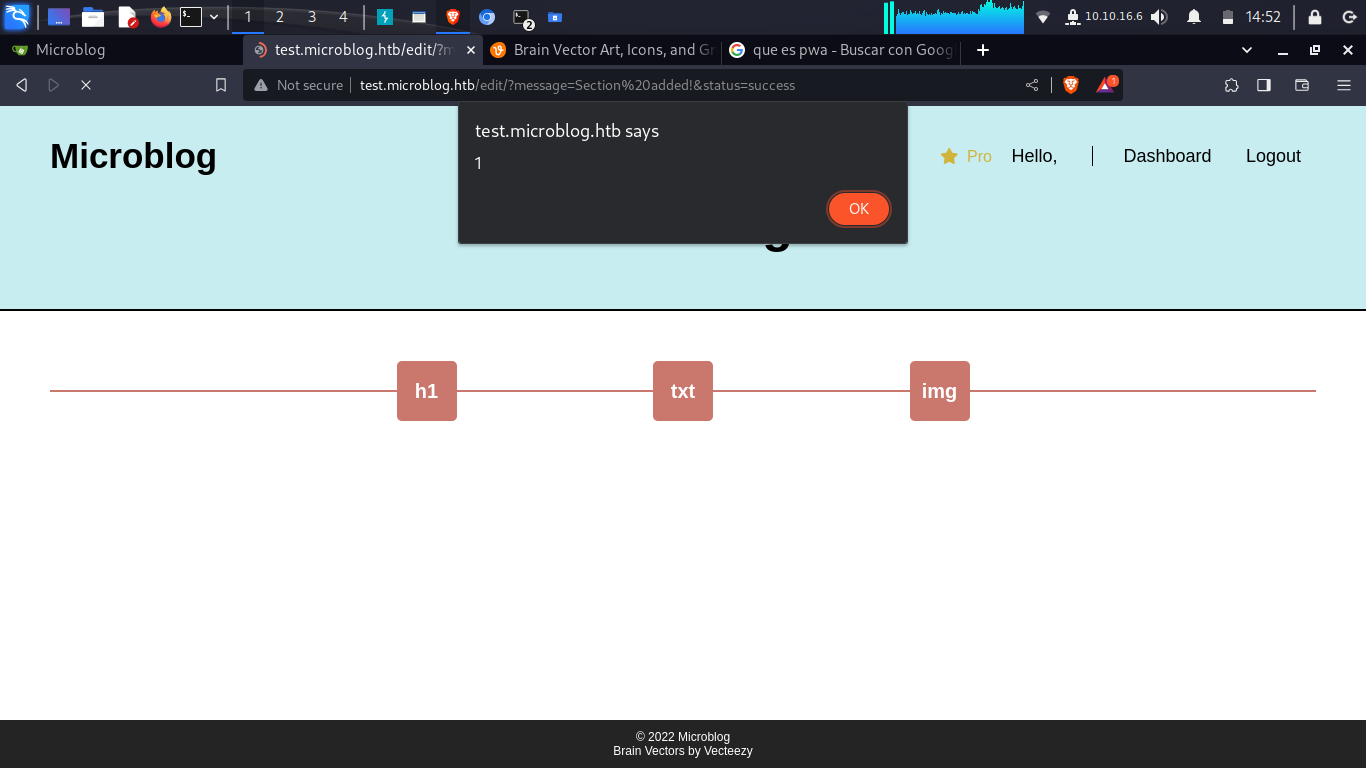 1 2 3 4 2 10.10.16.6 14:52
Microblog test.microblog.htb/edit/?m Brain Vector Art, Icons, and Gr que es pwa - Buscar con Goog
Not secure test.microblog.htb/edit/?message=Section%20added!&status=success 1
Microblog
test.microblog.htb says
1
OK
Pro Hello, Dashboard Logout
h1 txt img
© 2022 Microblog
Brain Vectors by Vecteezy